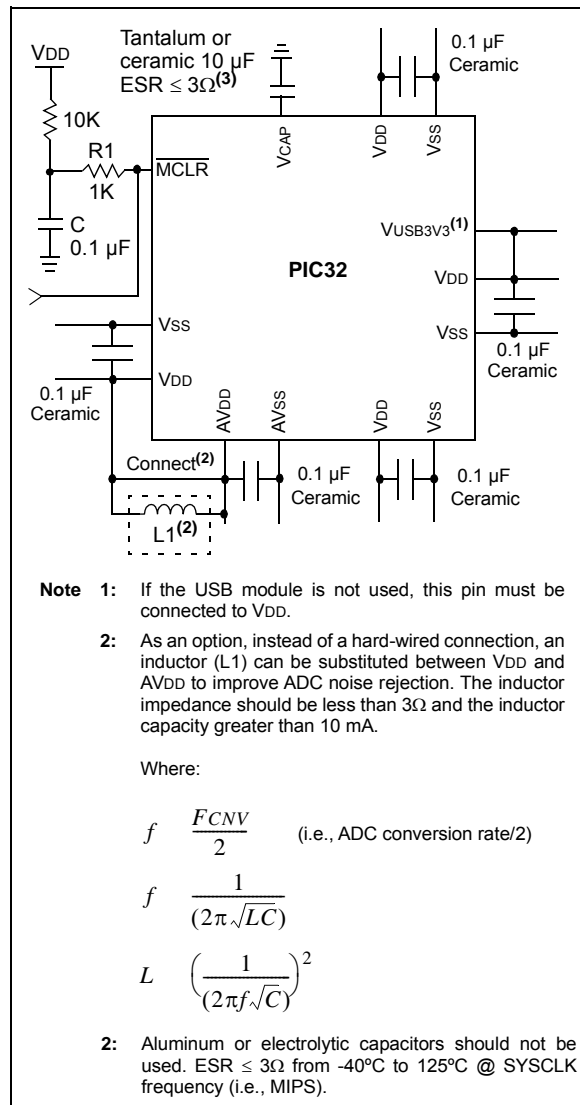 VDD
Tantalum or
ceramic 10 µF
ESR ≤ 3Ω(3)
0.1 µF
Ceramic
10K
R1
1K
MCLR
VCAP
VDD
VSS
C
0.1 µF
VUSB3V3(1)
PIC32
VDD
VSS
VSS
0.1 µF
Ceramic
VDD
0.1 µF
Ceramic
AVDD
AVSS
VDD
VSS
Connect(2)
0.1 µF
Ceramic
0.1 µF
Ceramic
L1(2)
Note 1: If the USB module is not used, this pin must be
connected to VDD.
2: As an option, instead of a hard-wired connection, an
inductor (L1) can be substituted between VDD and
AVDD to improve ADC noise rejection. The inductor
impedance should be less than 3Ω and the inductor
capacity greater than 10 mA.
Where:
f FCNV/2 (i.e., ADC conversion rate/2)
f 1/(2π√LC)
L (1/(2πf√C))2
2: Aluminum or electrolytic capacitors should not be
used. ESR ≤ 3Ω from -40ºC to 125ºC @ SYSCLK
frequency (i.e., MIPS).